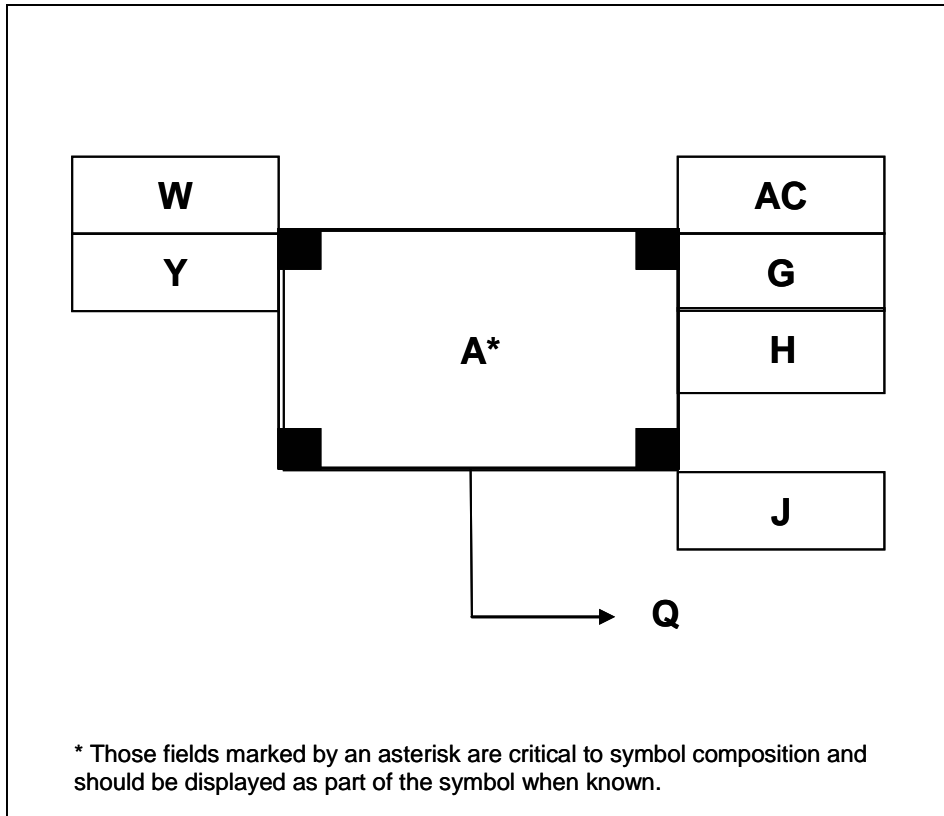 W
AC
Y
G
A*
H
J
Q
* Those fields marked by an asterisk are critical to symbol composition and
should be displayed as part of the symbol when known.